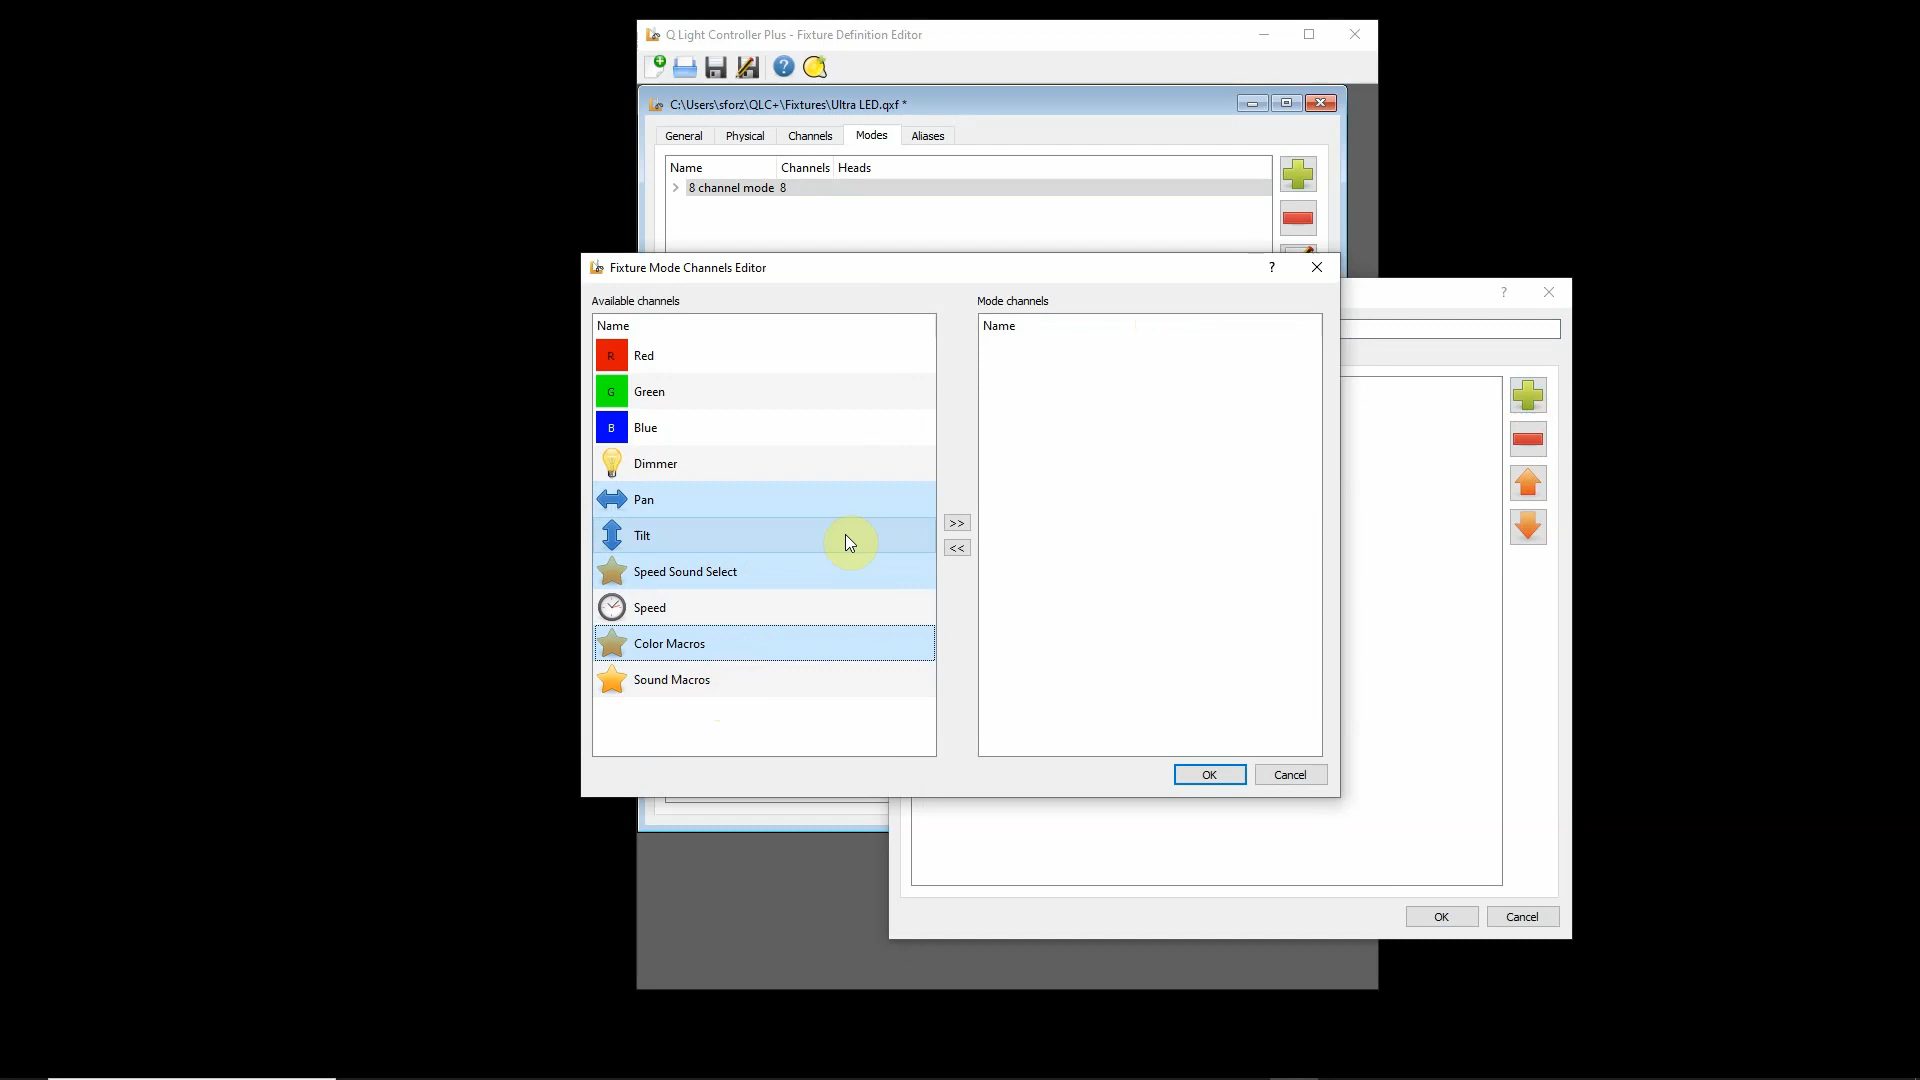 Q Light Controller Plus - Fixture Definition Editor
C:\Users\sforz\QLC+\Fixtures\Ultra LED.qxf *
General Physical Channels Modes Aliases
Name Channels Heads
8 channel mode 8
Fixture Mode Channels Editor
?
?
Available channels
Mode channels
Name
Name
R Red
G Green
B Blue
Dimmer
Pan
Tilt
Speed Sound Select
Speed
Color Macros
Sound Macros
>>
<<
OK Cancel
OK Cancel